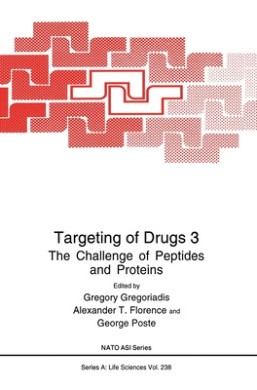 Targeting of Drugs 3
The Challenge of Peptides
and Proteins
Edited by
Gregory Gregoriadis
Alexander T. Florence and
George Poste
NATO ASI Series
Series A: Life Sciences Vol. 238